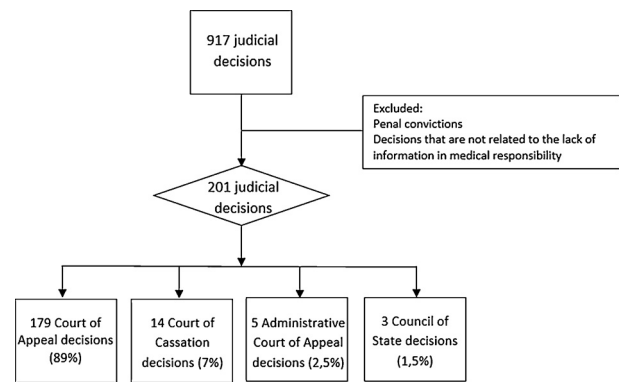 917 judicial
decisions
Excluded:
Penal convictions
Decisions that are not related to the lack of
information in medical responsibility
201 judicial
decisions
179 Court of
Appeal decisions
(89%)
14 Court of
Cassation
decisions (7%)
5 Administrative
Court of Appeal
decisions (2,5%)
3 Council of
State decisions
(1,5%)